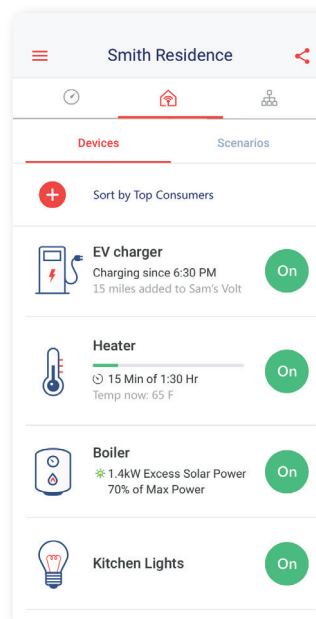 Smith Residence
Devices
Scenarios
Sort by Top Consumers
EV charger
Charging since 6:30 PM
15 miles added to Sam's Volt
On
Heater
15 Min of 1:30 Hr
Temp now: 65 F
On
Boiler
1.4kW Excess Solar Power
70% of Max Power
On
Kitchen Lights
On